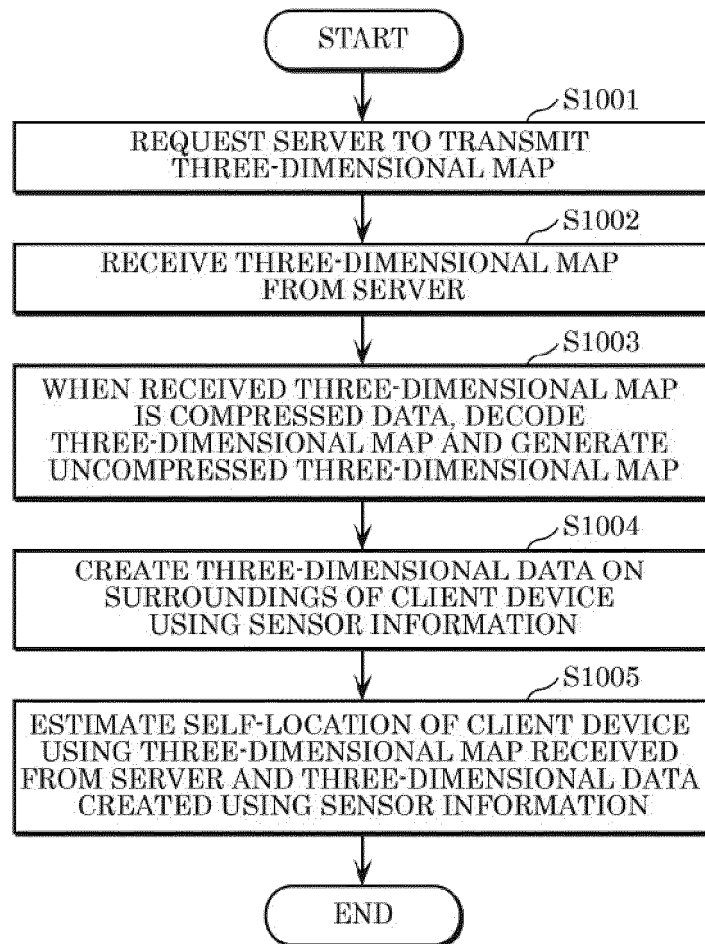 START
S1001
REQUEST SERVER TO TRANSMIT
THREE-DIMENSIONAL MAP
S1002
RECEIVE THREE-DIMENSIONAL MAP
FROM SERVER
S1003
WHEN RECEIVED THREE-DIMENSIONAL MAP
IS COMPRESSED DATA, DECODE
THREE-DIMENSIONAL MAP AND GENERATE
UNCOMPRESSED THREE-DIMENSIONAL MAP
S1004
CREATE THREE-DIMENSIONAL DATA ON
SURROUNDINGS OF CLIENT DEVICE
USING SENSOR INFORMATION
S1005
ESTIMATE SELF-LOCATION OF CLIENT DEVICE
USING THREE-DIMENSIONAL MAP RECEIVED
FROM SERVER AND THREE-DIMENSIONAL DATA
CREATED USING SENSOR INFORMATION
END